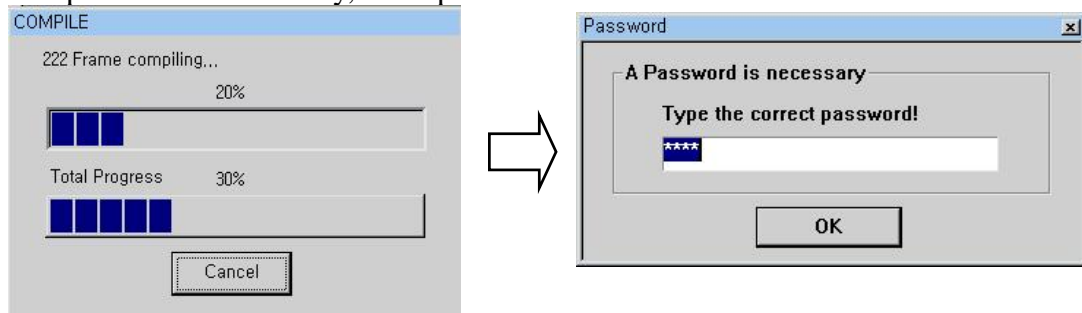 COMPILE
222 Frame compiling...
20%
Total Progress 30%
Cancel
Password
A Password is necessary
Type the correct password!
****
OK